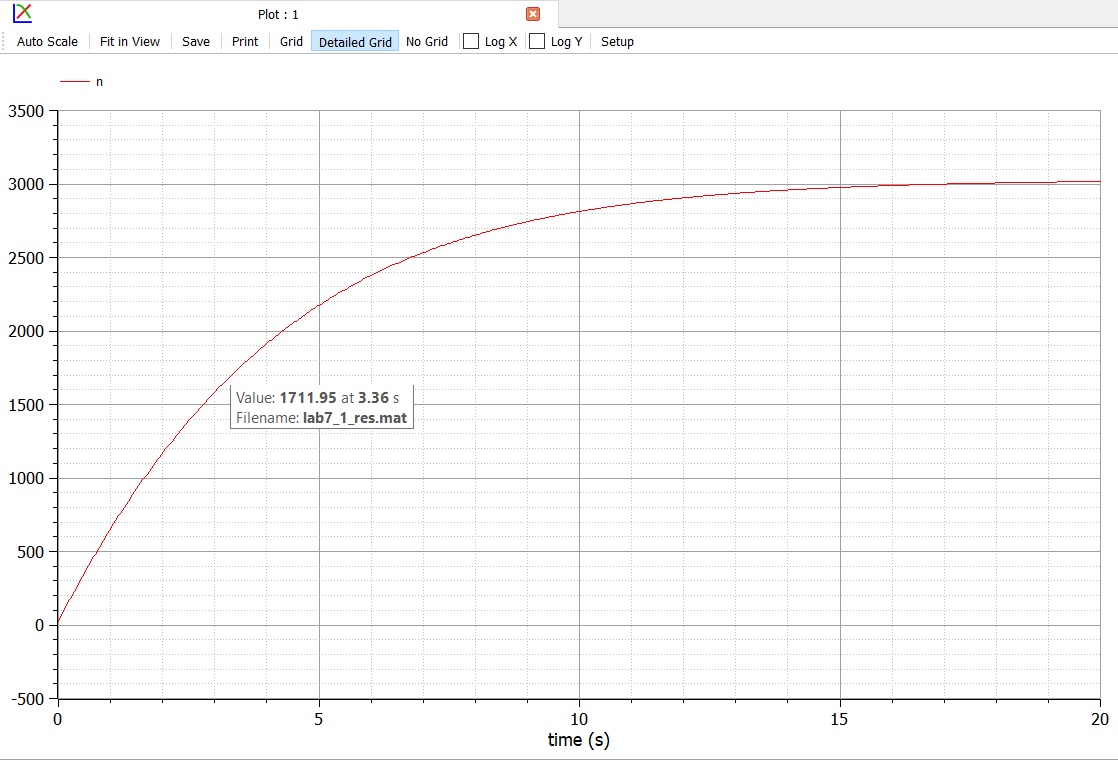 Plot : 1
Auto Scale Fit in View Save Print Grid Detailed Grid No Grid Log X Log Y Setup
n
3500
3000
2500
2000
1500
1000
500
0
-500
Value: 1711.95 at 3.36 s
Filename: lab7_1_res.mat
0 5 10 15 20
time (s)